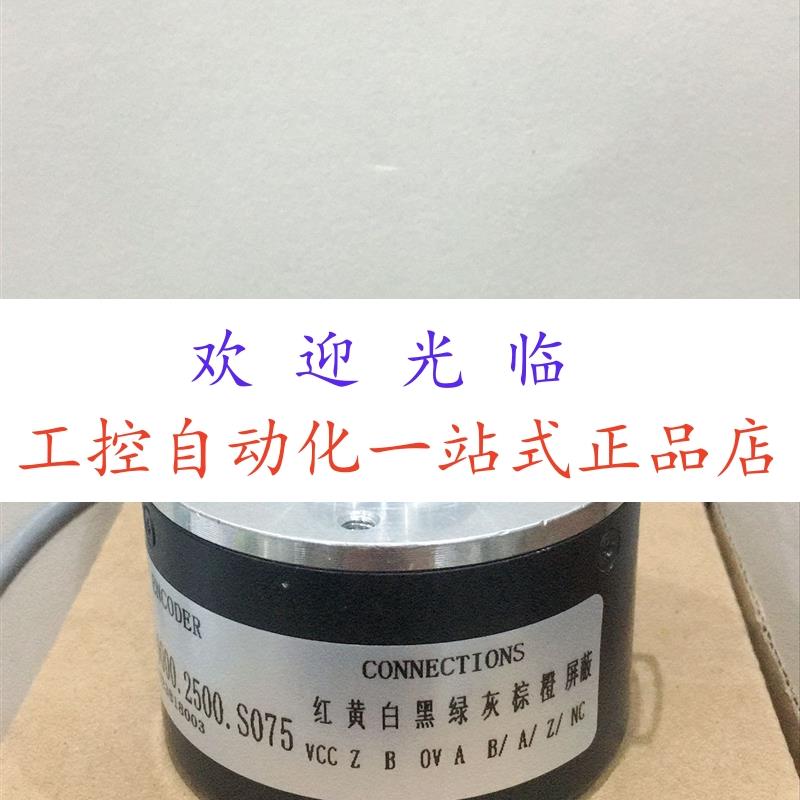 欢迎光临
工控自动化一站式正品店
ENCODER
CONNECTIONS
.2500.S075
红 黄 白 黑 绿 灰 棕 橙 屏蔽
18003
VCC Z B 0V A B/ A/ Z/ NC